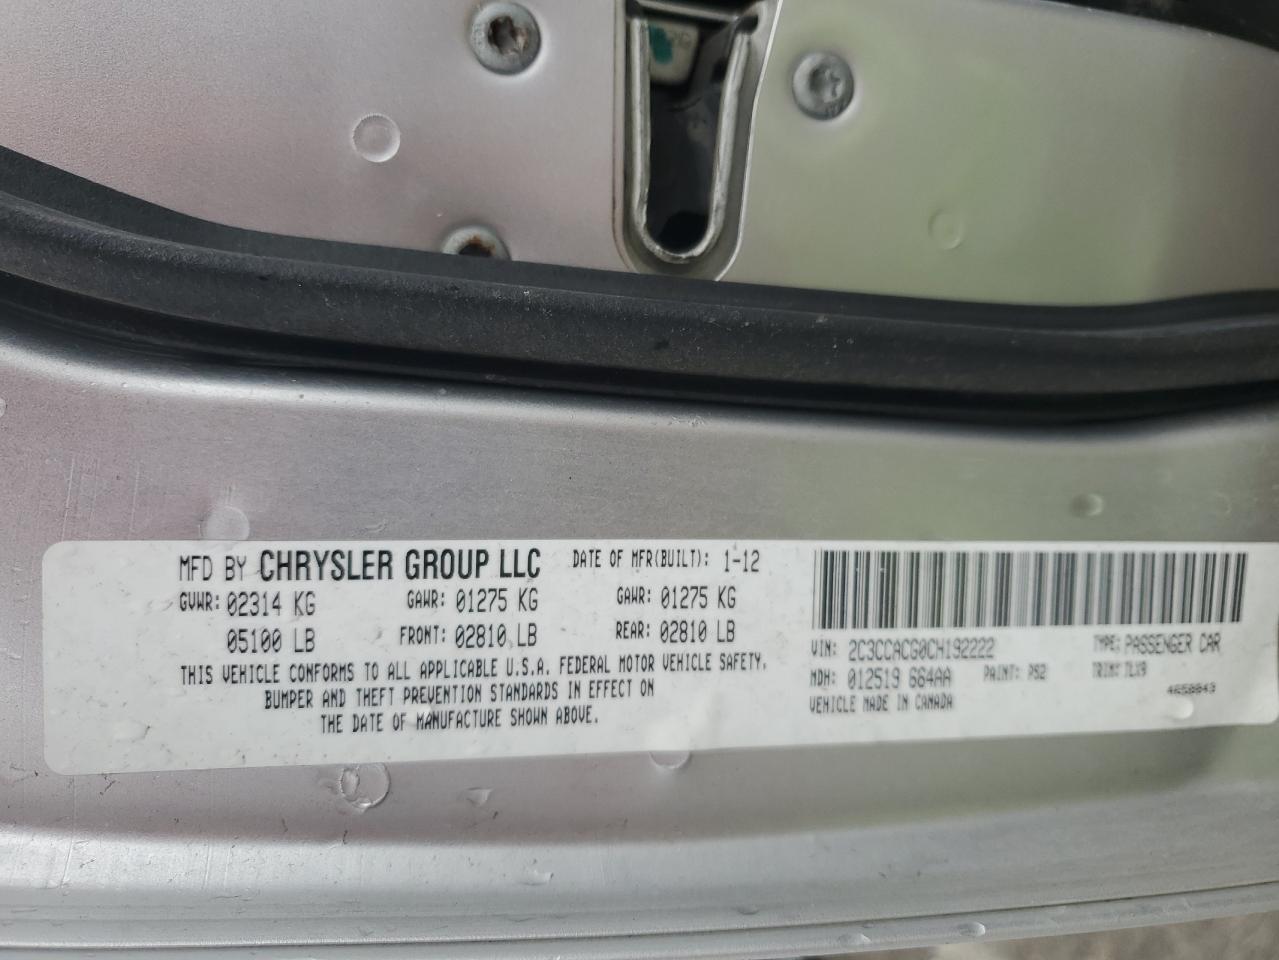 MFD BY CHRYSLER GROUP LLC DATE OF MFR(BUILT): 1-12
GVWR: 02314 KG GAWR: 01275 KG GAWR: 01275 KG
05100 LB FRONT: 02810 LB REAR: 02810 LB
THIS VEHICLE CONFORMS TO ALL APPLICABLE U.S.A. FEDERAL MOTOR VEHICLE SAFETY,
BUMPER AND THEFT PREVENTION STANDARDS IN EFFECT ON
THE DATE OF MANUFACTURE SHOWN ABOVE.
VIN: 2C3CCACG0CH192222 TYPE: PASSENGER CAR
MDH: 012519 664AA PAINT: PS2 TRIM: TLX9
VEHICLE MADE IN CANADA 4658043